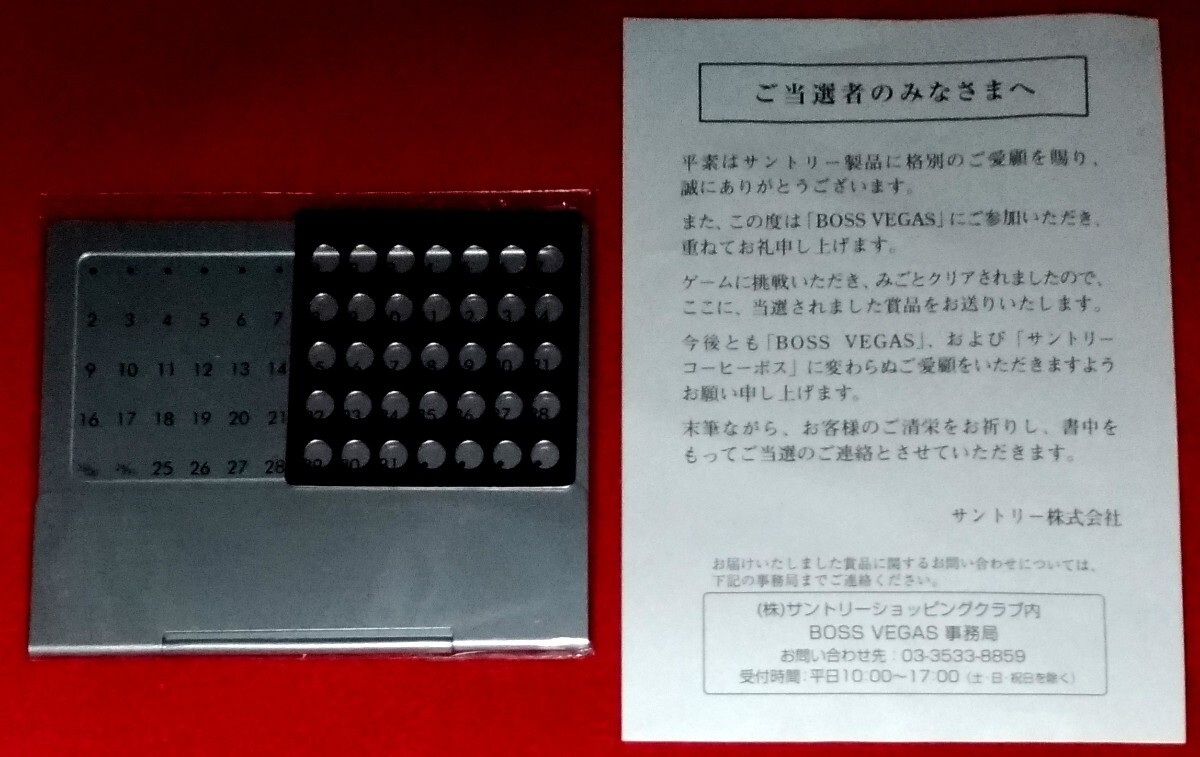 2 3 4 5 6 7
9 10 11 12 13 14
16 17 18 19 20 21
25 26 27 28
ご当選者のみなさまへ
平素はサントリー製品に格別のご愛顧を賜り、
誠にありがとうございます。
また、この度は「BOSS VEGAS」にご参加いただき、
重ねてお礼申し上げます。
ゲームに挑戦いただき、みごとクリアされましたので、
ここに、当選されました賞品をお送りいたします。
今後とも「BOSS VEGAS」、および「サントリー
コーヒーボス」に変わらぬご愛顧をいただきますよう
お願い申し上げます。
末筆ながら、お客様のご清栄をお祈りし、書中を
もってご当選のご連絡とさせていただきます。
サントリー株式会社
お届けいたしました賞品に関するお問い合わせについては、
下記の事務局までご連絡ください。
(株)サントリーショッピングクラブ内
BOSS VEGAS 事務局
お問い合わせ先:03-3533-8859
受付時間:平日10:00〜17:00(土・日・祝日を除く)